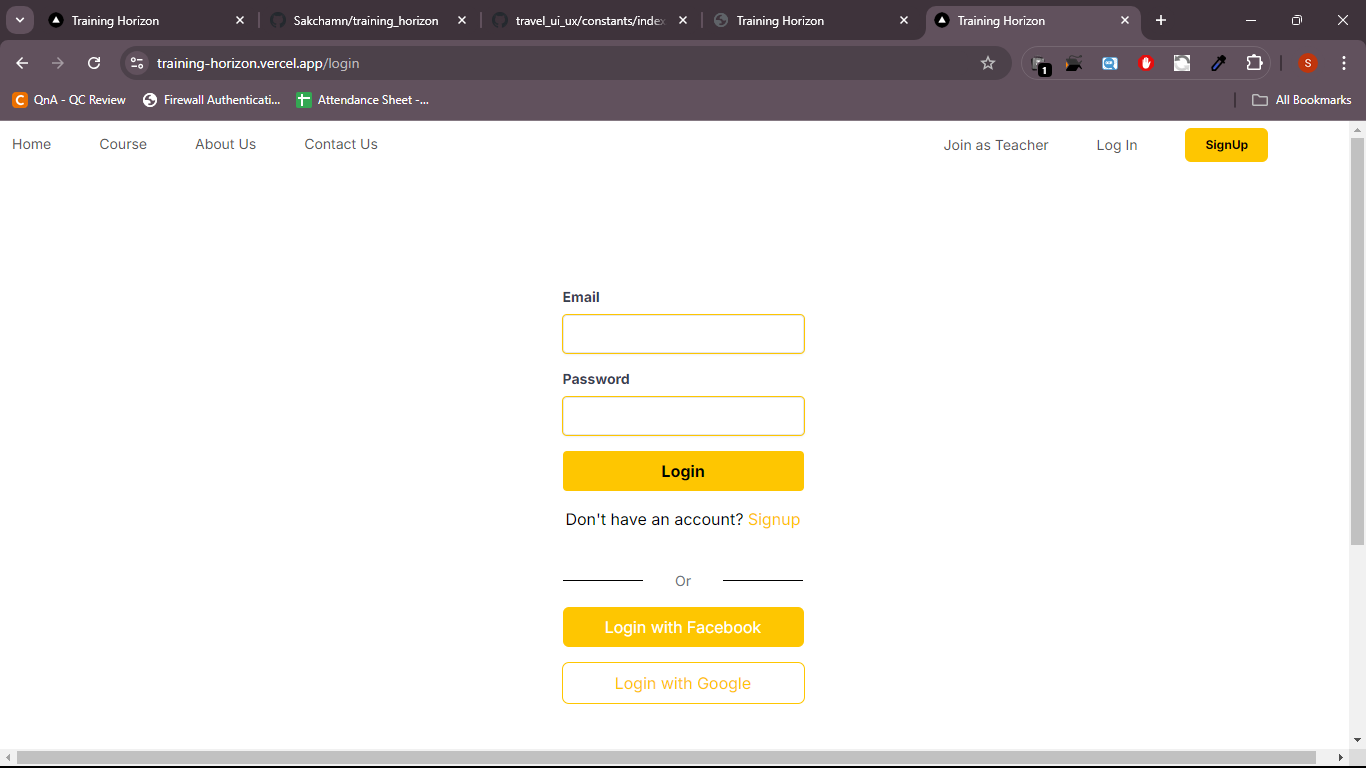 Training Horizon
Sakchamn/training_horizon
travel_ui_ux/constants/index
Training Horizon
Training Horizon
training-horizon.vercel.app/login
1
S
QnA - QC Review
Firewall Authenticati...
Attendance Sheet -...
All Bookmarks
Home Course About Us Contact Us Join as Teacher Log In SignUp
Email
Password
Login
Don't have an account? Signup
Or
Login with Facebook
Login with Google